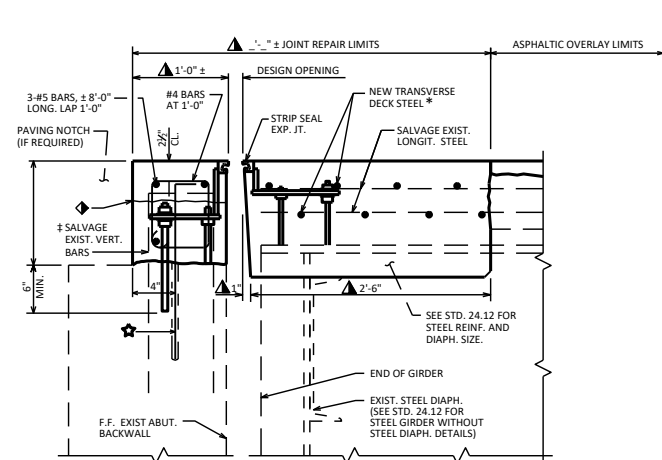 _'-_" ± JOINT REPAIR LIMITS
ASPHALTIC OVERLAY LIMITS
1'-0" ±
DESIGN OPENING
3-#5 BARS, ± 8'-0"
LONG. LAP 1'-0"
#4 BARS
AT 1'-0"
2½"
CL.
NEW TRANSVERSE
DECK STEEL *
STRIP SEAL
EXP. JT.
PAVING NOTCH
(IF REQUIRED)
SALVAGE EXIST.
LONGIT. STEEL
‡ SALVAGE
EXIST. VERT.
BARS
6"
MIN.
4"
1"
2'-6"
SEE STD. 24.12 FOR
STEEL REINF. AND
DIAPH. SIZE.
END OF GIRDER
EXIST. STEEL DIAPH.
(SEE STD. 24.12 FOR
STEEL GIRDER WITHOUT
STEEL DIAPH. DETAILS)
F.F. EXIST ABUT.
BACKWALL